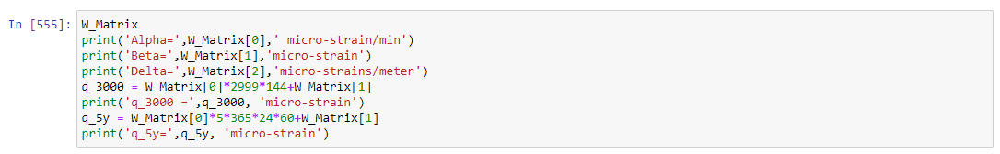 In [555]: W_Matrix
print('Alpha=',W_Matrix[0],' micro-strain/min')
print('Beta=',W_Matrix[1],'micro-strain')
print('Delta=',W_Matrix[2],'micro-strains/meter')
q_3000 = W_Matrix[0]*2999*144+W_Matrix[1]
print('q_3000 =',q_3000, 'micro-strain')
q_5y = W_Matrix[0]*5*365*24*60+W_Matrix[1]
print('q_5y=',q_5y, 'micro-strain')